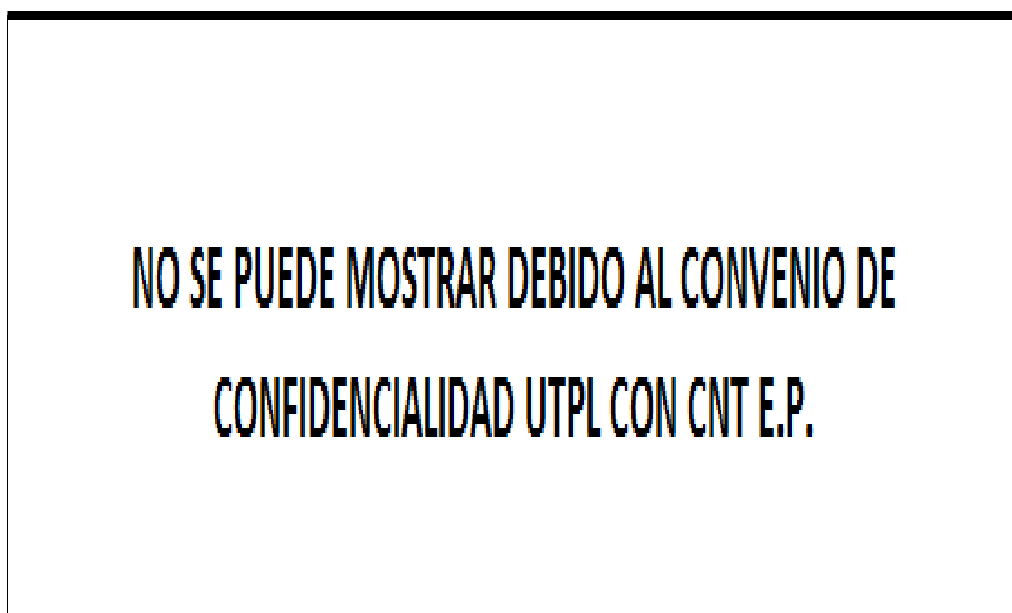 NO SE PUEDE MOSTRAR DEBIDO AL CONVENIO DE
CONFIDENCIALIDAD UTPL CON CNT E.P.